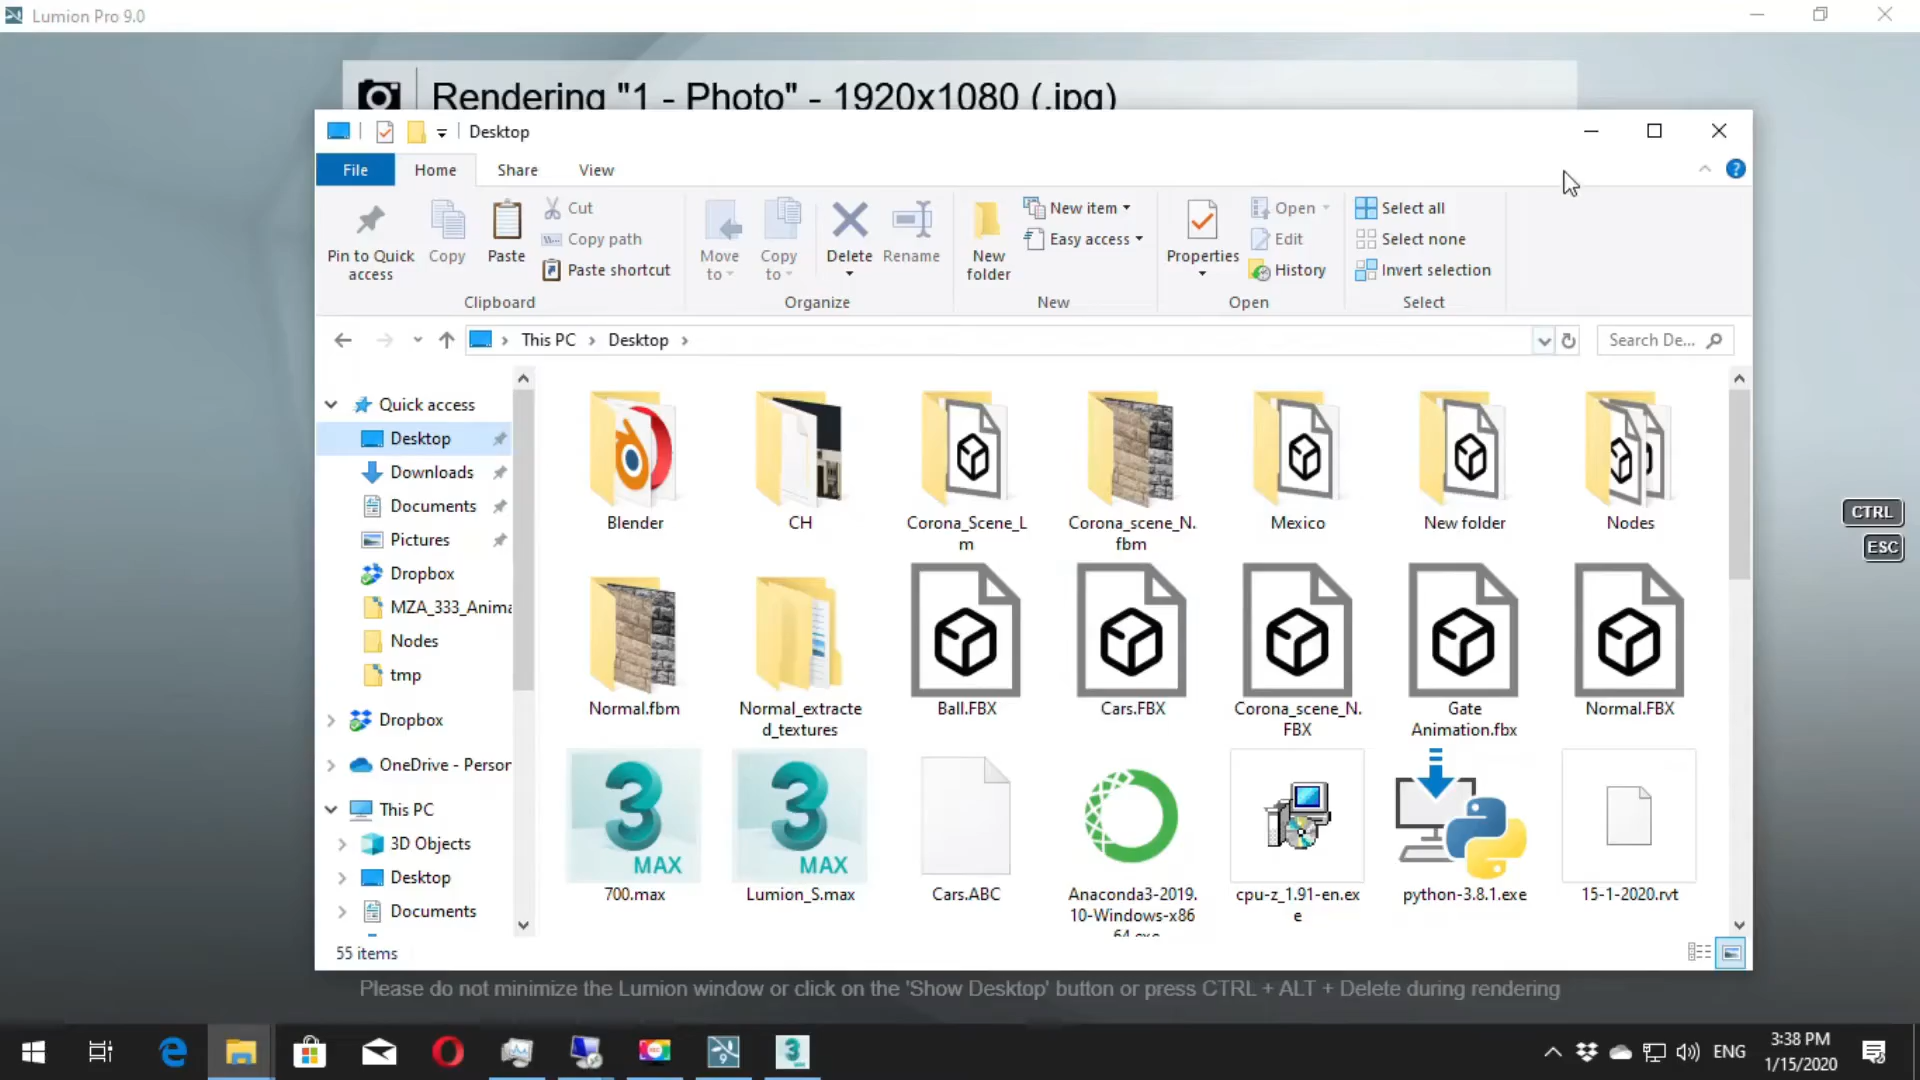 Lumion Pro 9.0
Rendering "1 - Photo" - 1920x1080 (.jpg)
Desktop
File
Home
Share
View
Pin to Quick access
Copy
Paste
Cut
Copy path
Paste shortcut
Clipboard
Move to
Copy to
Delete
Rename
Organize
New folder
New item
Easy access
New
Properties
Open
Edit
History
Open
Select all
Select none
Invert selection
Select
This PC
Desktop
Search De...
Quick access
Desktop
Downloads
Documents
Pictures
Dropbox
MZA_333_Anima
Nodes
tmp
Dropbox
OneDrive - Person
This PC
3D Objects
Desktop
Documents
Blender
CH
Corona_Scene_L
m
Corona_scene_N.
fbm
Mexico
New folder
Nodes
Normal.fbm
Normal_extracte
d_textures
Ball.FBX
Cars.FBX
Corona_scene_N.
FBX
Gate
Animation.fbx
Normal.FBX
3
MAX
700.max
3
MAX
Lumion_S.max
Cars.ABC
Anaconda3-2019.
10-Windows-x86
cpu-z_1.91-en.ex
e
python-3.8.1.exe
15-1-2020.rvt
55 items
CTRL
ESC
Please do not minimize the Lumion window or click on the 'Show Desktop' button or press CTRL + ALT + Delete during rendering
9
3
ENG
3:38 PM
1/15/2020